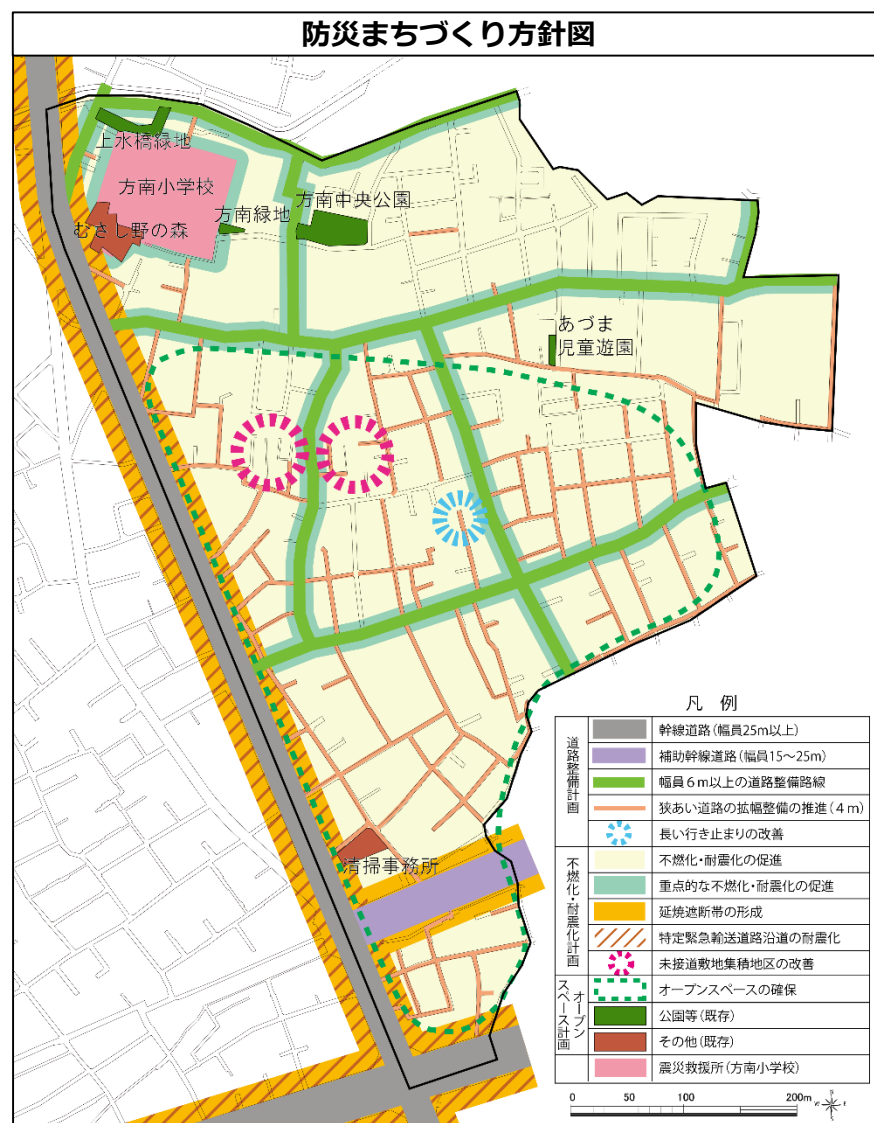 防災まちづくり方針図
上水橋緑地
方南小学校
方南緑地
方南中央公園
むさし野の森
あづま
児童遊園
清掃事務所
凡 例
道路整備計画
幹線道路(幅員25m以上)
補助幹線道路(幅員15～25m)
幅員6m以上の道路整備路線
狭あい道路の拡幅整備の推進(4m)
長い行き止まりの改善
不燃化・耐震化計画
不燃化・耐震化の促進
重点的な不燃化・耐震化の促進
延焼遮断帯の形成
特定緊急輸送道路沿道の耐震化
未接道敷地集積地区の改善
オープン
スペース計画
オープンスペースの確保
公園等(既存)
その他(既存)
震災救援所(方南小学校)
0 50 100 200m